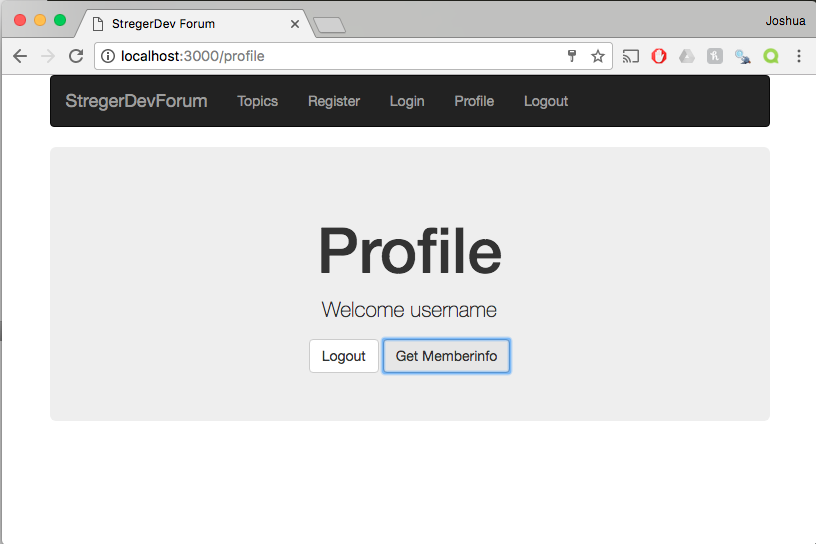 StregerDev Forum
Joshua
localhost:3000/profile
StregerDevForum Topics Register Login Profile Logout
Profile
Welcome username
Logout Get Memberinfo